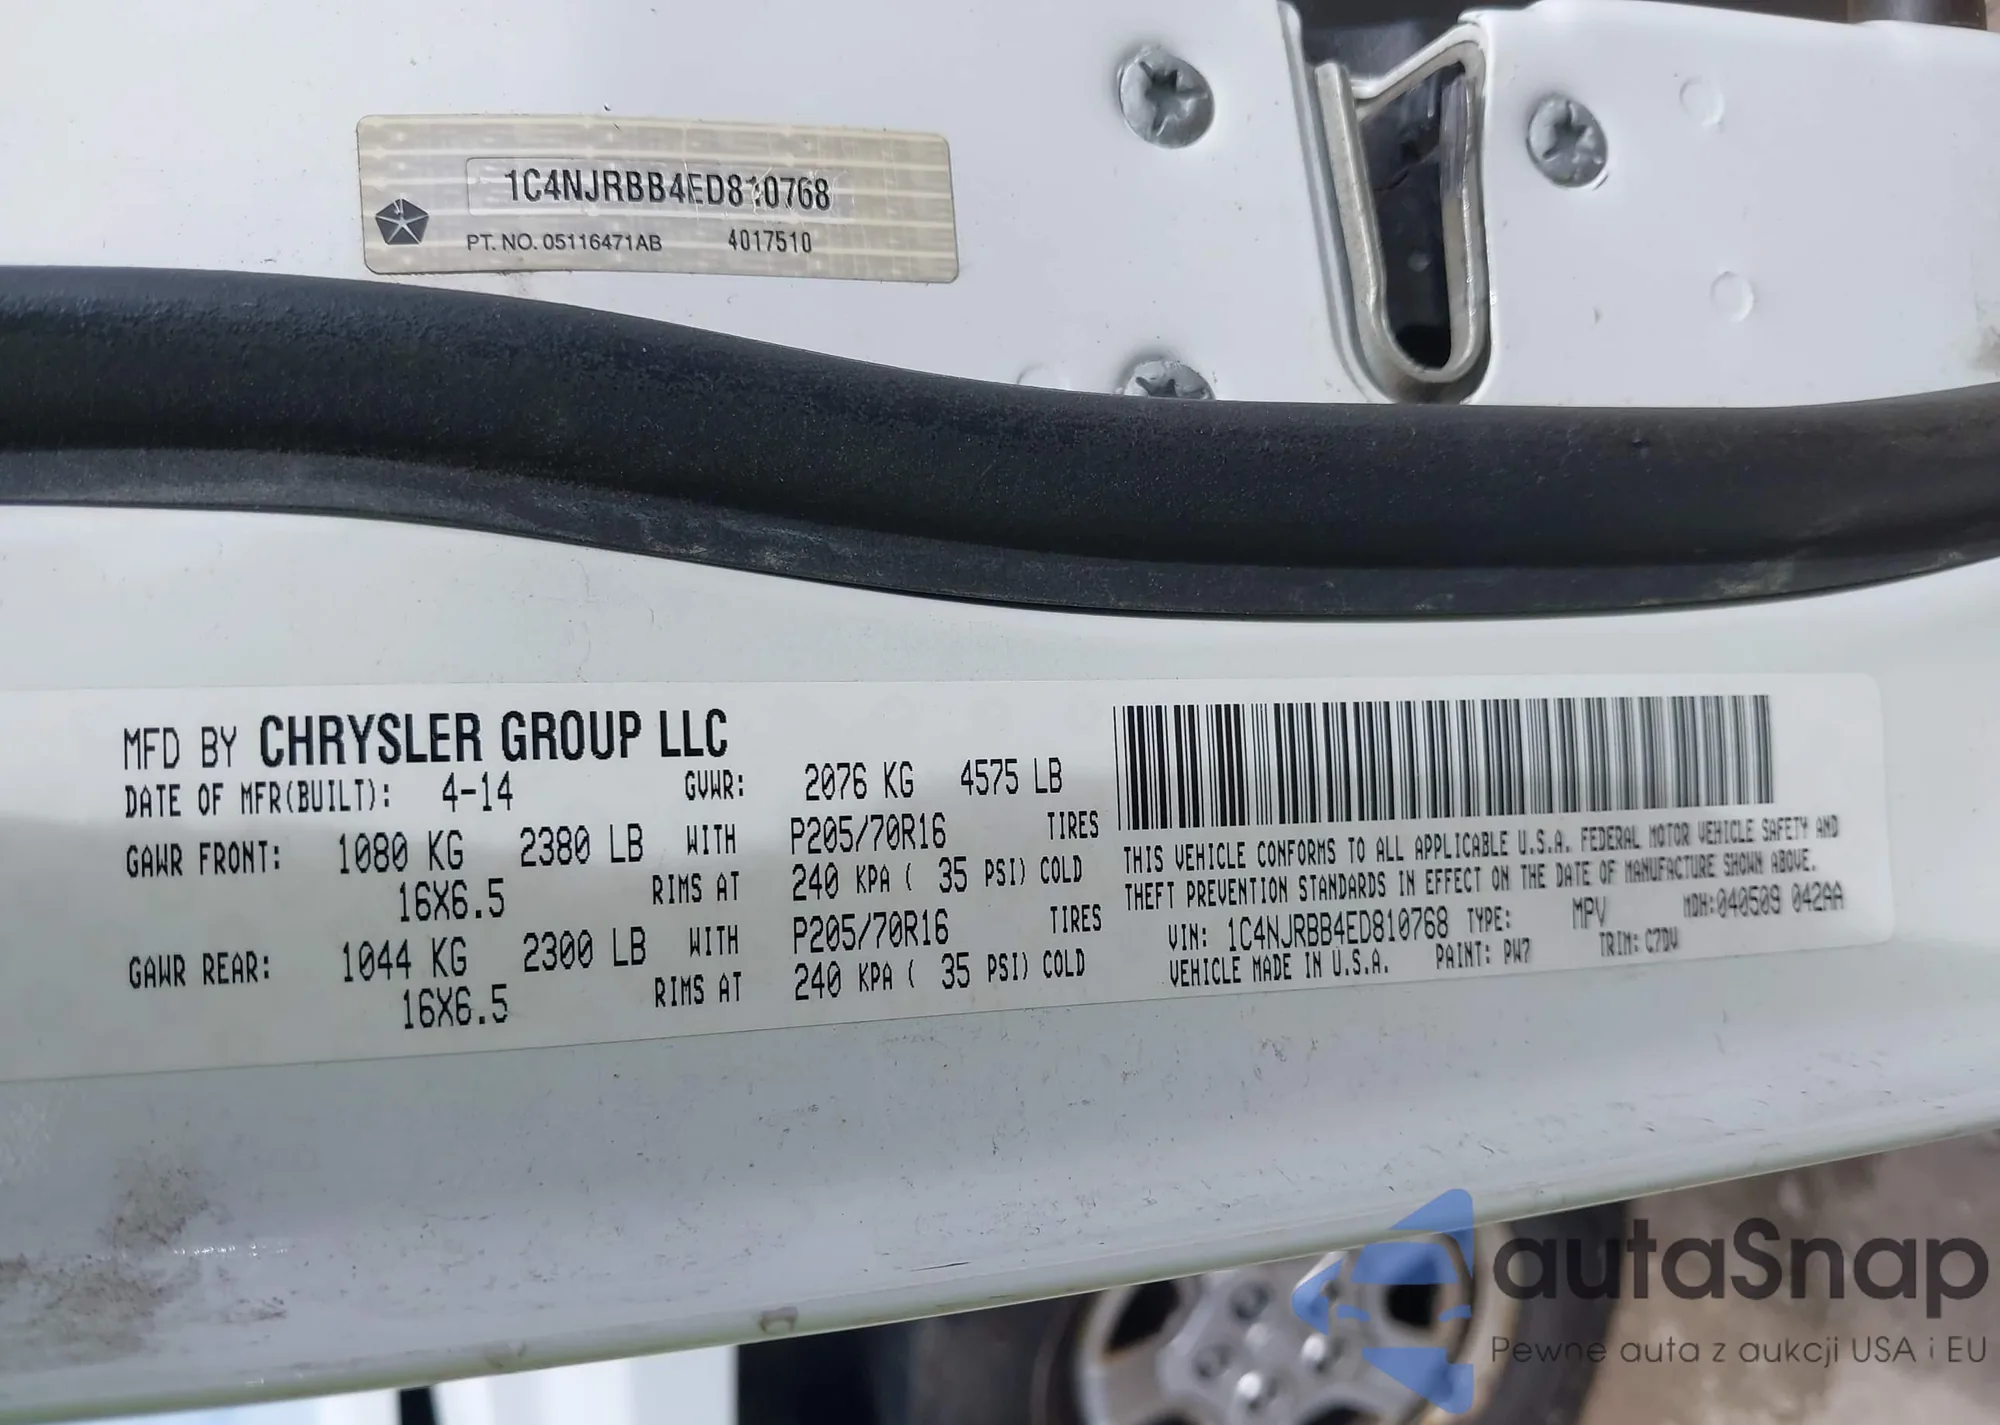 1C4NJRBB4ED810768
PT. NO. 05116471AB 4017510
MFD BY CHRYSLER GROUP LLC
DATE OF MFR(BUILT): 4-14 GVWR: 2076 KG 4575 LB
GAWR FRONT: 1080 KG 2380 LB WITH P205/70R16 TIRES
16X6.5 RIMS AT 240 KPA ( 35 PSI) COLD
GAWR REAR: 1044 KG 2300 LB WITH P205/70R16 TIRES
16X6.5 RIMS AT 240 KPA ( 35 PSI) COLD
THIS VEHICLE CONFORMS TO ALL APPLICABLE U.S.A. FEDERAL MOTOR VEHICLE SAFETY AND
THEFT PREVENTION STANDARDS IN EFFECT ON THE DATE OF MANUFACTURE SHOWN ABOVE.
VIN: 1C4NJRBB4ED810768 TYPE: MPV MDH:040509 042AA
VEHICLE MADE IN U.S.A. PAINT: PW7 TRIM: C7DV
autaSnap
Pewne auta z aukcji USA i EU